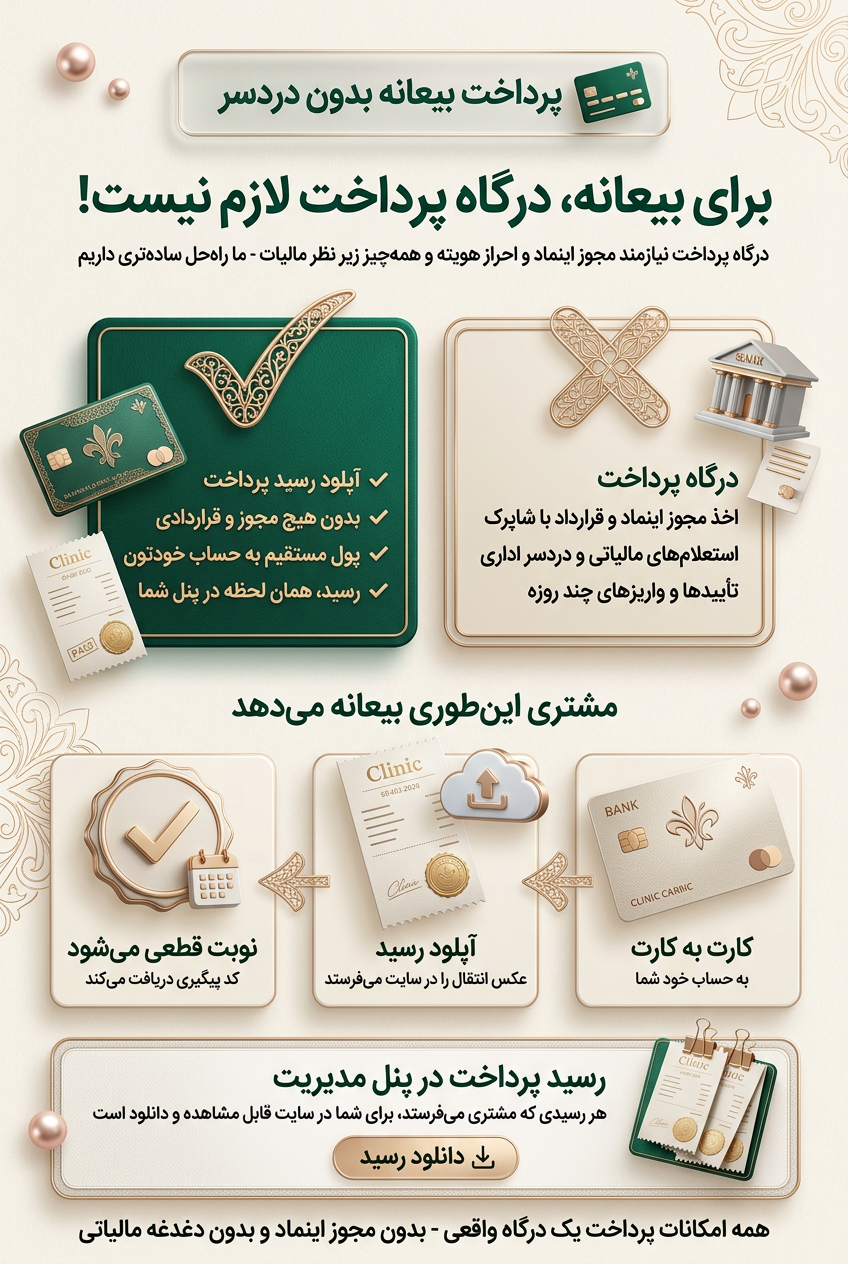 پرداخت بیعانه بدون دردسر
برای بیعانه، درگاه پرداخت لازم نیست!
درگاه پرداخت نیازمند مجوز اینماد و احراز هویته و همه‌چیز زیر نظر مالیات - ما راه‌حل ساده‌تری داریم
BANK
درگاه پرداخت
اخذ مجوز اینماد و قرارداد با شاپرک
استعلام‌های مالیاتی و دردسر اداری
تأییدها و واریزهای چند روزه
آپلود رسید پرداخت
بدون هیچ مجوز و قراردادی
پول مستقیم به حساب خودتون
رسید، همان لحظه در پنل شما
Clinic
مشتری این‌طوری بیعانه می‌دهد
BANK
CLINIC CARBIC
کارت به کارت
به حساب خود شما
Clinic
آپلود رسید
عکس انتقال را در سایت می‌فرستد
نوبت قطعی می‌شود
کد پیگیری دریافت می‌کند
Clinic
رسید پرداخت در پنل مدیریت
هر رسیدی که مشتری می‌فرستد، برای شما در سایت قابل مشاهده و دانلود است
دانلود رسید
همه امکانات پرداخت یک درگاه واقعی - بدون مجوز اینماد و بدون دغدغه مالیاتی